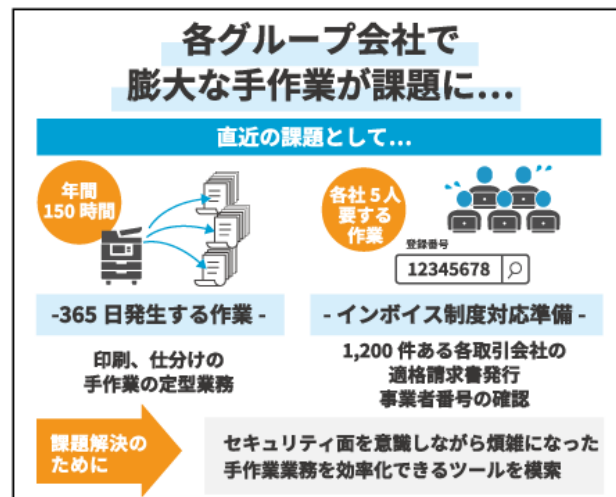 各グループ会社で
膨大な手作業が課題に…
直近の課題として…
年間
150時間
-365日発生する作業-
印刷、仕分けの
手作業の定型業務
各社5人
要する
作業
登録番号
12345678
-インボイス制度対応準備-
1,200件ある各取引会社の
適格請求書発行
事業者番号の確認
課題解決の
ために
セキュリティ面を意識しながら煩雑になった
手作業業務を効率化できるツールを模索